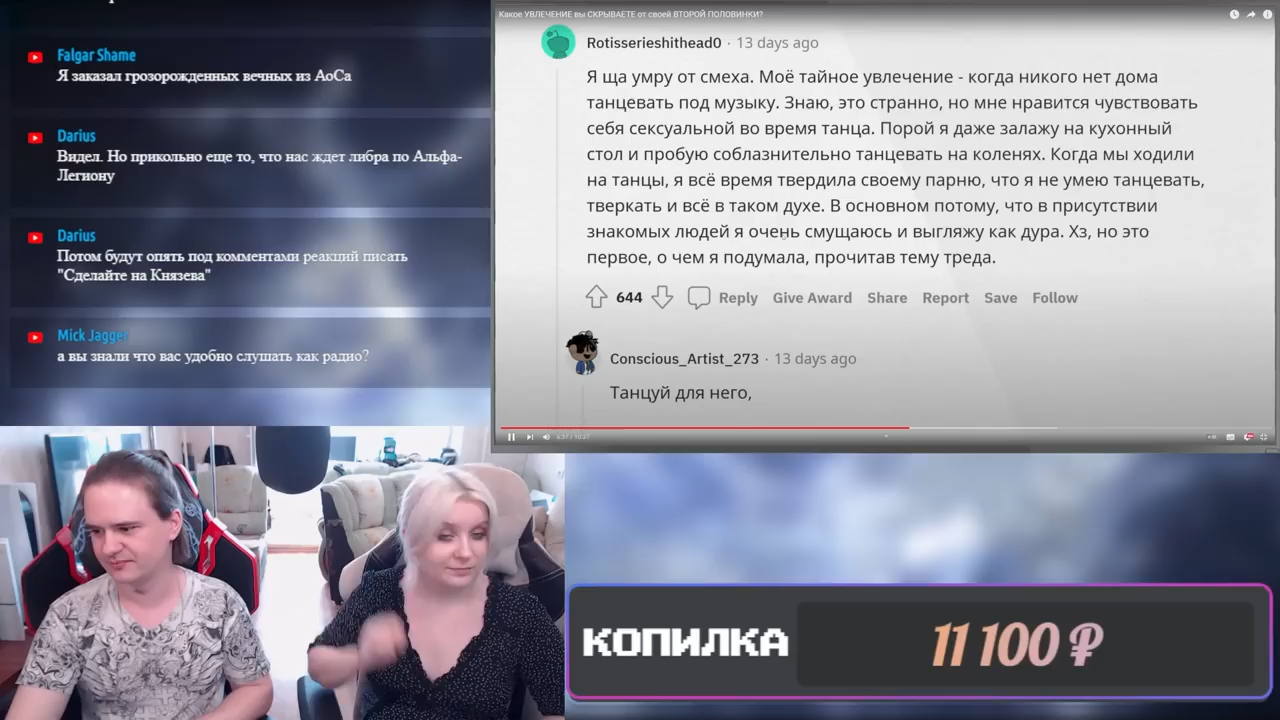 Falgar Shame
Я заказал грозорожденных вечных из АоСа
Darius
Видел. Но прикольно еще то, что нас ждет либра по Альфа-
Легиону
Darius
Потом будут опять под комментами реакций писать
"Сделайте на Князева"
Mick Jagger
а вы знали что вас удобно слушать как радио?
Какое УВЛЕЧЕНИЕ вы СКРЫВАЕТЕ от своей ВТОРОЙ ПОЛОВИНКИ?
Rotisserieshithead0 · 13 days ago
Я ща умру от смеха. Моё тайное увлечение - когда никого нет дома
танцевать под музыку. Знаю, это странно, но мне нравится чувствовать
себя сексуальной во время танца. Порой я даже залажу на кухонный
стол и пробую соблазнительно танцевать на коленях. Когда мы ходили
на танцы, я всё время твердила своему парню, что я не умею танцевать,
тверкать и всё в таком духе. В основном потому, что в присутствии
знакомых людей я очень смущаюсь и выгляжу как дура. Хз, но это
первое, о чем я подумала, прочитав тему треда.
644 Reply Give Award Share Report Save Follow
Conscious_Artist_273 · 13 days ago
Танцуй для него,
КОПИЛКА 11 100 ₽